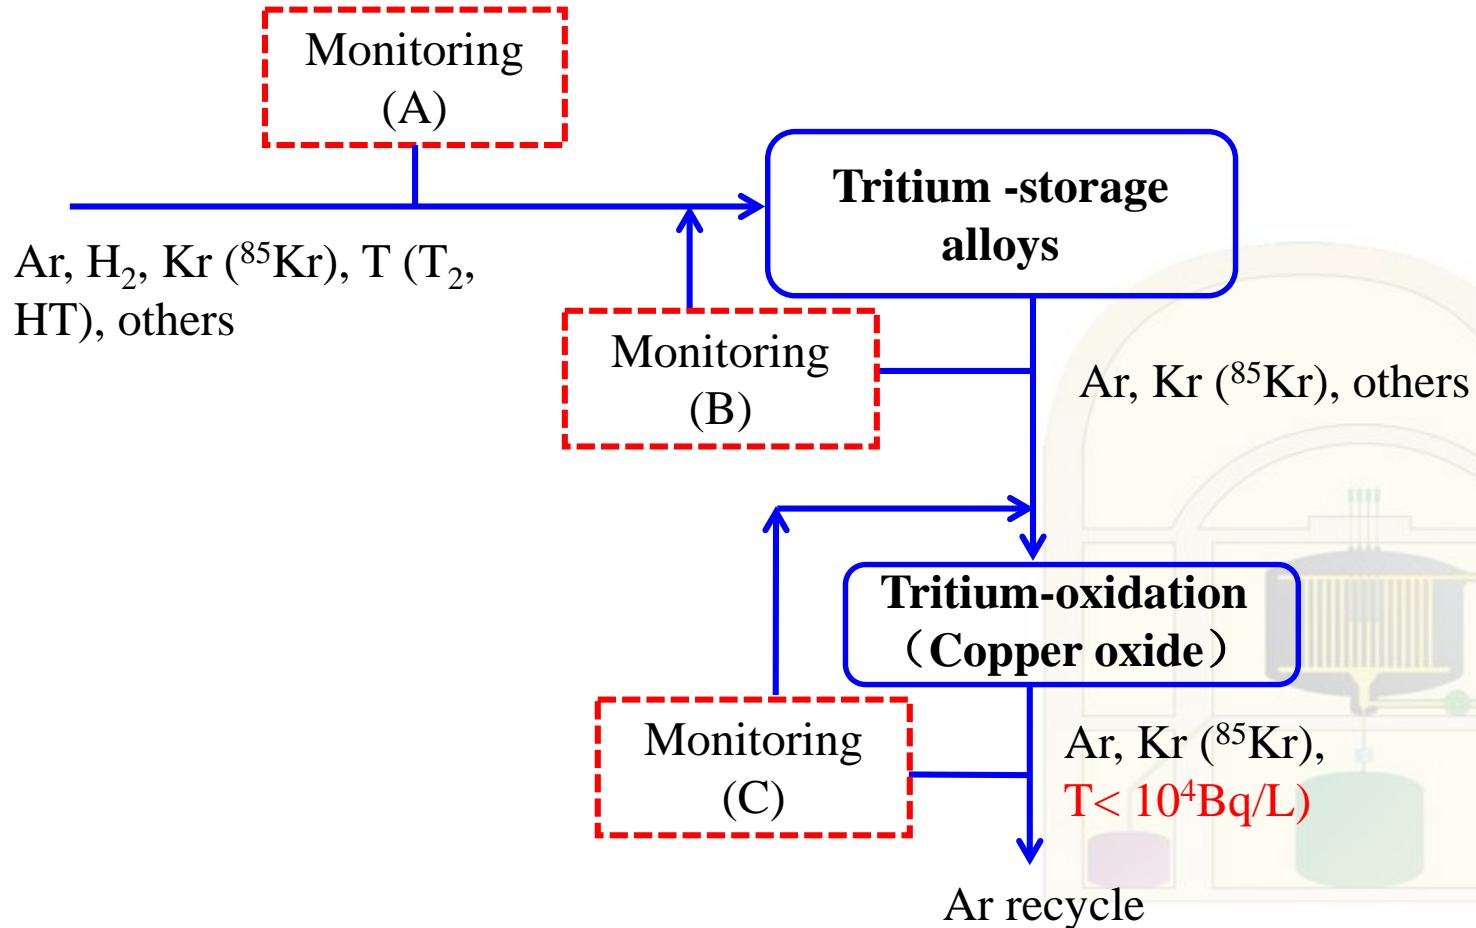 Monitoring
(A)
Tritium -storage
alloys
Ar, H₂, Kr (⁸⁵Kr), T (T₂,
HT), others
Monitoring
(B)
Ar, Kr (⁸⁵Kr), others
Tritium-oxidation
（Copper oxide）
Monitoring
(C)
Ar, Kr (⁸⁵Kr),
T< 10⁴Bq/L)
Ar recycle